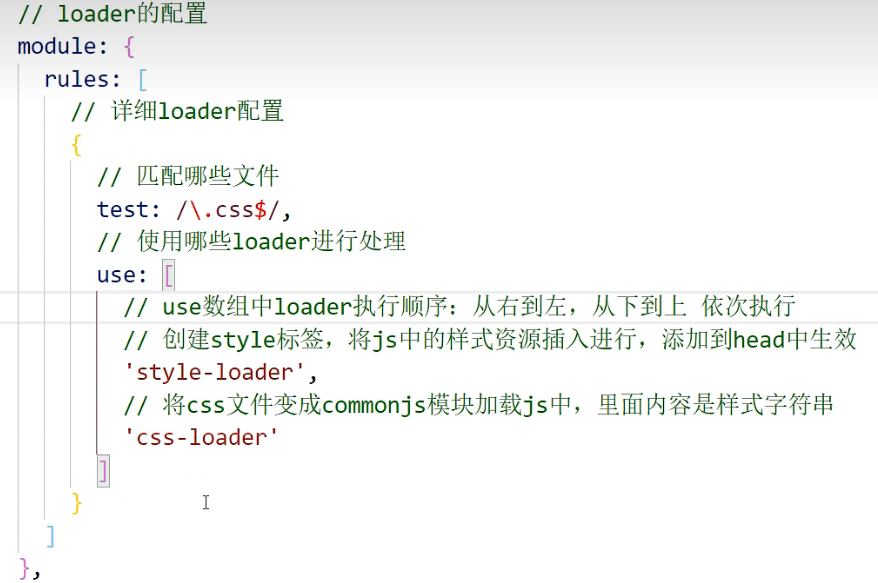 // loader的配置
module: {
rules: [
// 详细loader配置
{
// 匹配哪些文件
test: /\.css$/,
// 使用哪些loader进行处理
use: [
// use数组中loader执行顺序：从右到左，从下到上 依次执行
// 创建style标签，将js中的样式资源插入进行，添加到head中生效
'style-loader',
// 将css文件变成commonjs模块加载js中，里面内容是样式字符串
'css-loader'
]
}
]
},